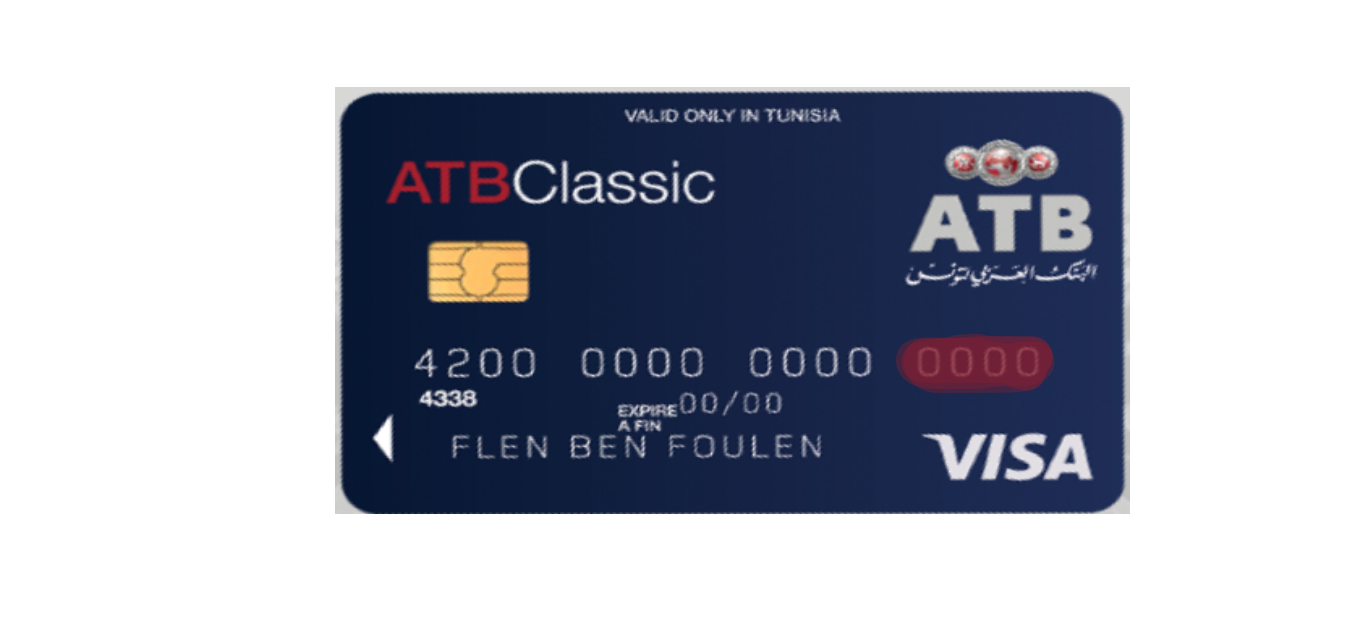 VALID ONLY IN TUNISIA
ATBClassic
ATB
البنك العربي لتونس
4200 0000 0000 0000
4338
EXPIRE 00/00
A FIN
FLEN BEN FOULEN
VISA